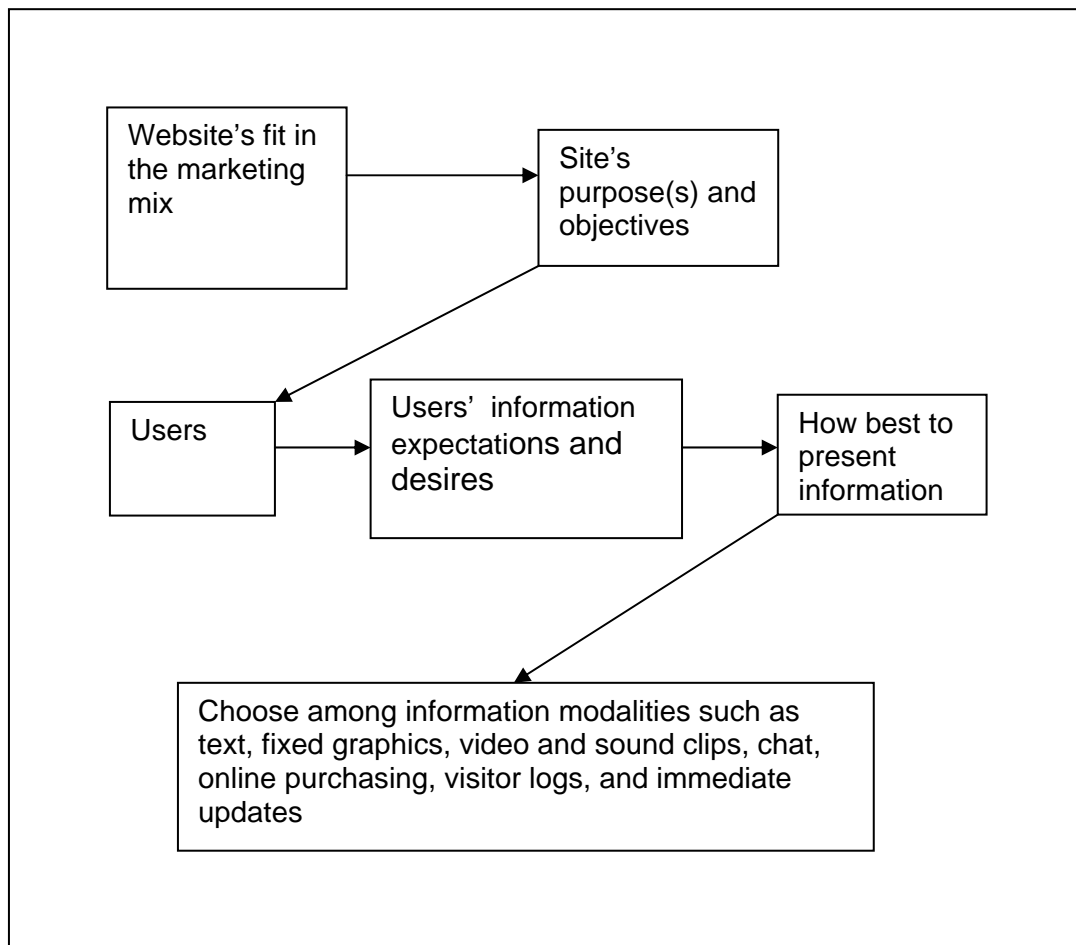 Website’s fit in
the marketing
mix
Site’s
purpose(s) and
objectives
Users
Users’ information
expectations and
desires
How best to
present
information
Choose among information modalities such as
text, fixed graphics, video and sound clips, chat,
online purchasing, visitor logs, and immediate
updates